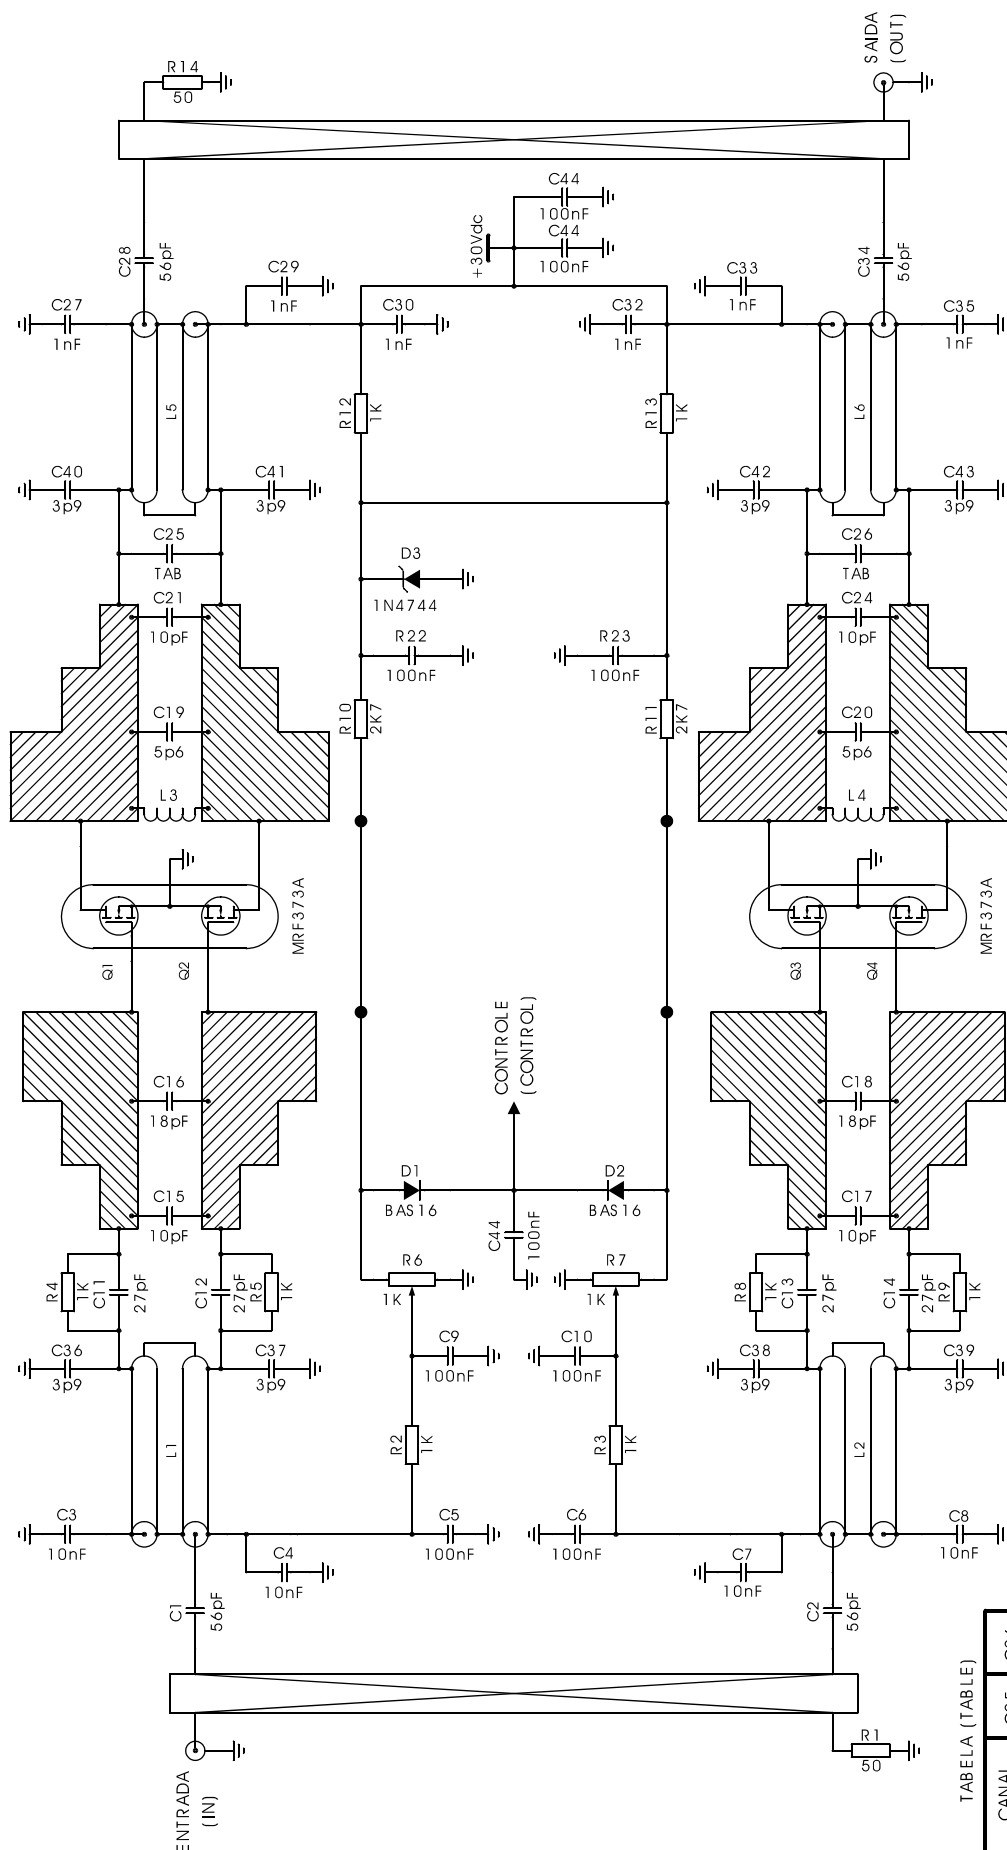 SAIDA
(OUT)
R14
50
C44
100nF
C44
100nF
+30Vdc
C28
56pF
C34
56pF
C29
1nF
C33
1nF
C27
1nF
C30
1nF
C32
1nF
C35
1nF
L5
R12
1K
R13
1K
L6
C40
3p9
C41
3p9
C42
3p9
C43
3p9
C25
TAB
C26
TAB
D3
1N4744
C21
10pF
C24
10pF
R22
100nF
R23
100nF
C19
5p6
R10
2K7
R11
2K7
C20
5p6
L3
L4
MRF373A
MRF373A
Q1
Q2
Q3
Q4
CONTROLE
(CONTROL)
C16
18pF
C18
18pF
D1
BAS16
D2
BAS16
C15
10pF
C17
10pF
C44
100nF
R4
1K
C11
27pF
C12
27pF
R5
1K
R6
1K
R7
1K
R8
1K
C13
27pF
C14
27pF
R9
1K
C36
3p9
C37
3p9
C9
100nF
C10
100nF
C38
3p9
C39
3p9
L1
R2
1K
R3
1K
L2
C3
10nF
C4
10nF
C5
100nF
C6
100nF
C7
10nF
C8
10nF
C1
56pF
C2
56pF
R1
50
ENTRADA
(IN)
TABELA (TABLE)